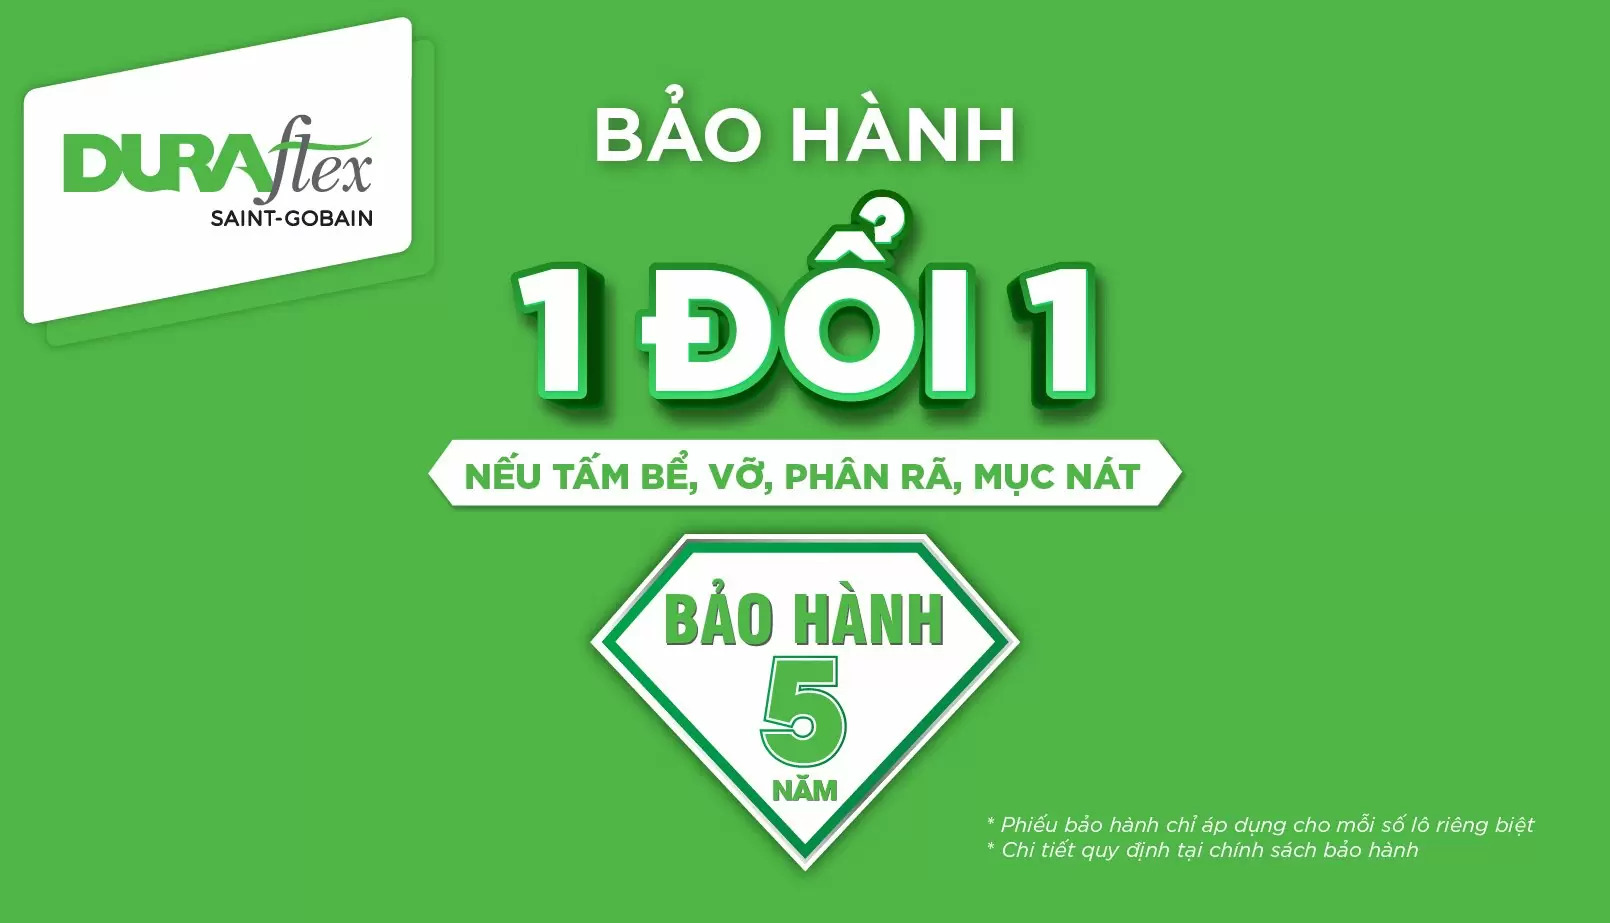 DURAflex
SAINT-GOBAIN
BẢO HÀNH
1 ĐỔI 1
NẾU TẤM BỂ, VỠ, PHÂN RÃ, MỤC NÁT
BẢO HÀNH
5
NĂM
* Phiếu bảo hành chỉ áp dụng cho mỗi số lô riêng biệt
* Chi tiết quy định tại chính sách bảo hành